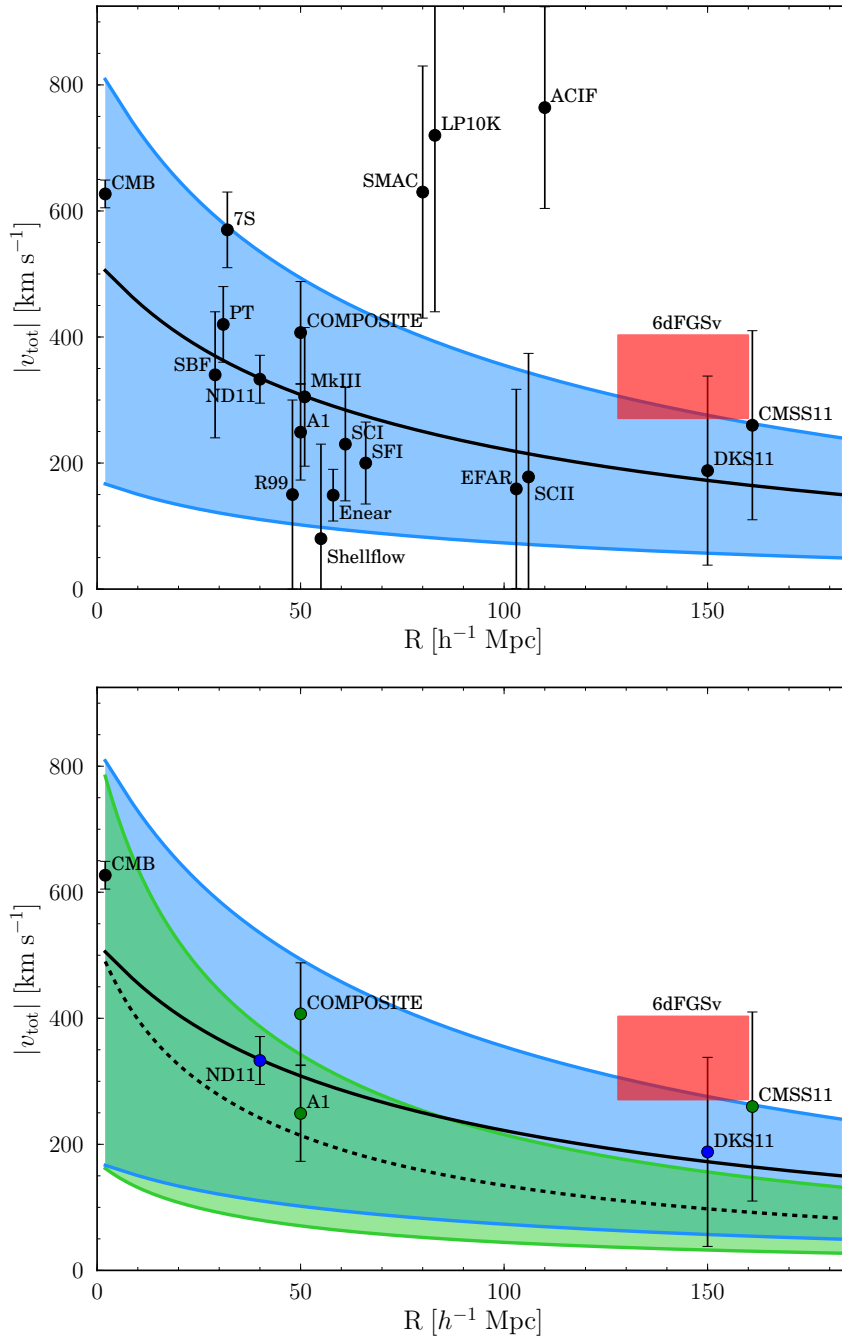 800
600
400
200
0
|v_tot| [km s⁻¹]
CMB
7S
PT
SBF
ND11
COMPOSITE
MkIII
A1
SCI
SFI
R99
Enear
Shellflow
SMAC
LP10K
ACIF
EFAR
SCII
6dFGSv
CMSS11
DKS11
0 50 100 150
R [h⁻¹ Mpc]
800
600
400
200
0
|v_tot| [km s⁻¹]
CMB
COMPOSITE
ND11
A1
6dFGSv
CMSS11
DKS11
0 50 100 150
R [h⁻¹ Mpc]